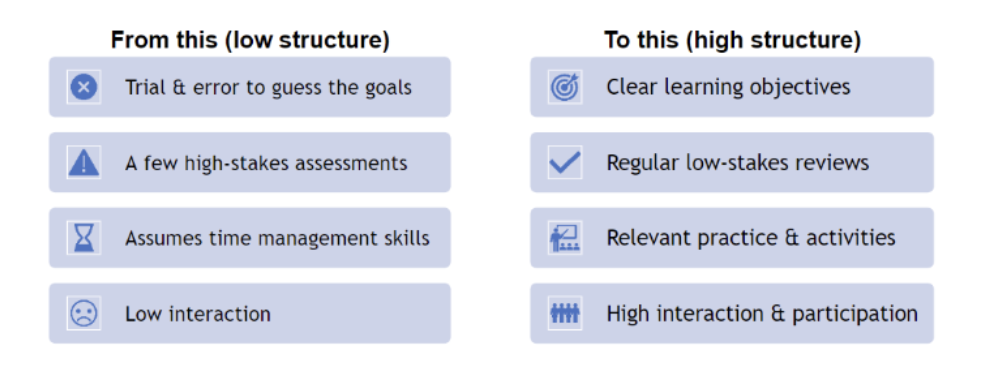 From this (low structure)
Trial & error to guess the goals
A few high-stakes assessments
Assumes time management skills
Low interaction
To this (high structure)
Clear learning objectives
Regular low-stakes reviews
Relevant practice & activities
High interaction & participation